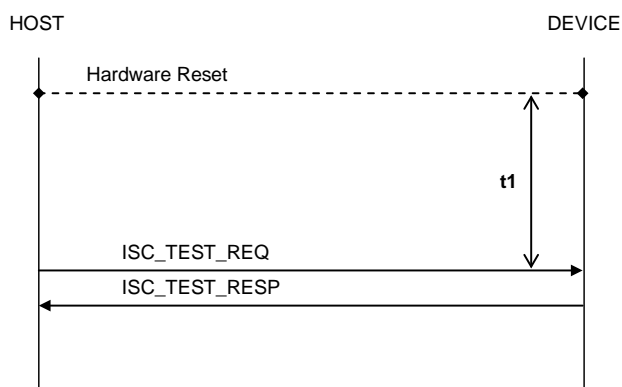 HOST
DEVICE
Hardware Reset
t1
ISC_TEST_REQ
ISC_TEST_RESP